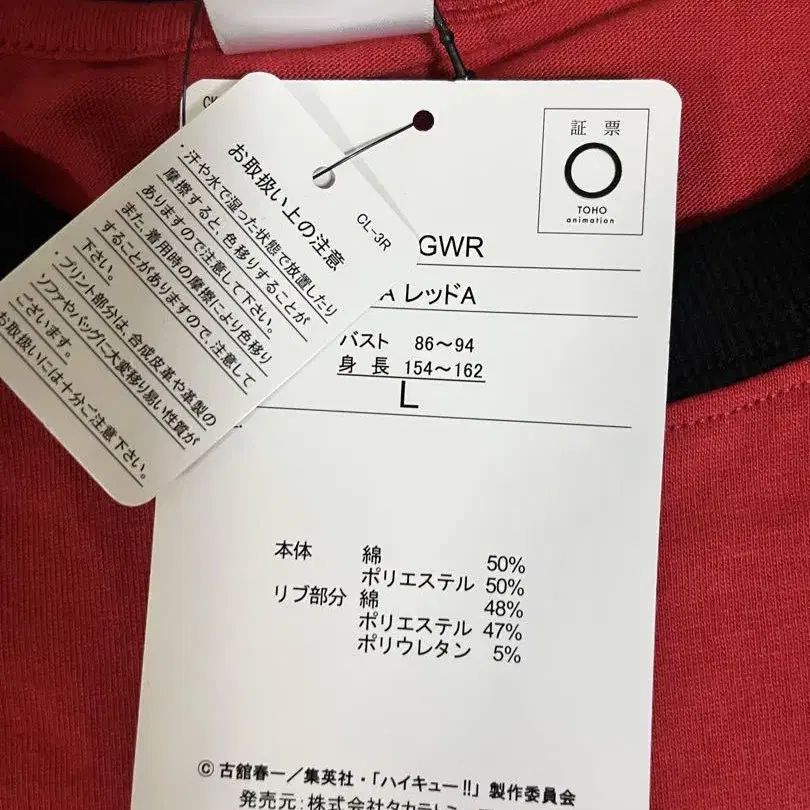 お取扱い上の注意
・汗や水で湿った状態で放置したり
摩擦すると、色移りすることが
ありますので注意して下さい。
また、着用時の摩擦により色移り
することがありますので、注意して
下さい。
・プリント部分は、合成皮革や革製の
ソファやバッグに大変移り易い性質が
ございます。
お取扱いには十分ご注意下さい。
CL-3R
証 票
TOHO
animation
GWR
A レッドA
バスト 86～94
身 長 154～162
L
本体 綿 50%
ポリエステル 50%
リブ部分 綿 48%
ポリエステル 47%
ポリウレタン 5%
© 古舘春一／集英社・「ハイキュー!!」製作委員会
発売元：株式会社タカラトミー